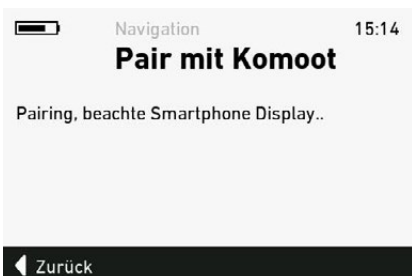 Navigation 15:14
Pair mit Komoot
Pairing, beachte Smartphone Display..
Zurück